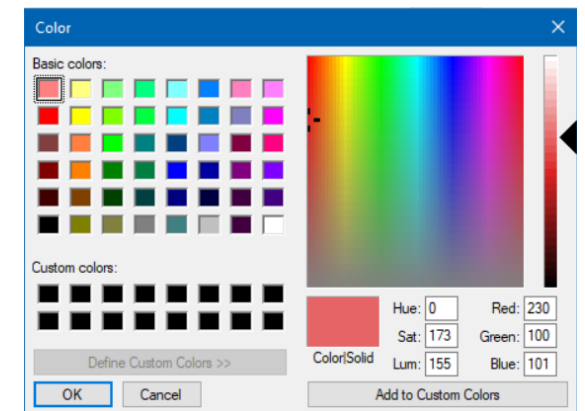 Color
Basic colors:
Custom colors:
Define Custom Colors >>
OK Cancel
Color|Solid
Hue: 0 Red: 230
Sat: 173 Green: 100
Lum: 155 Blue: 101
Add to Custom Colors